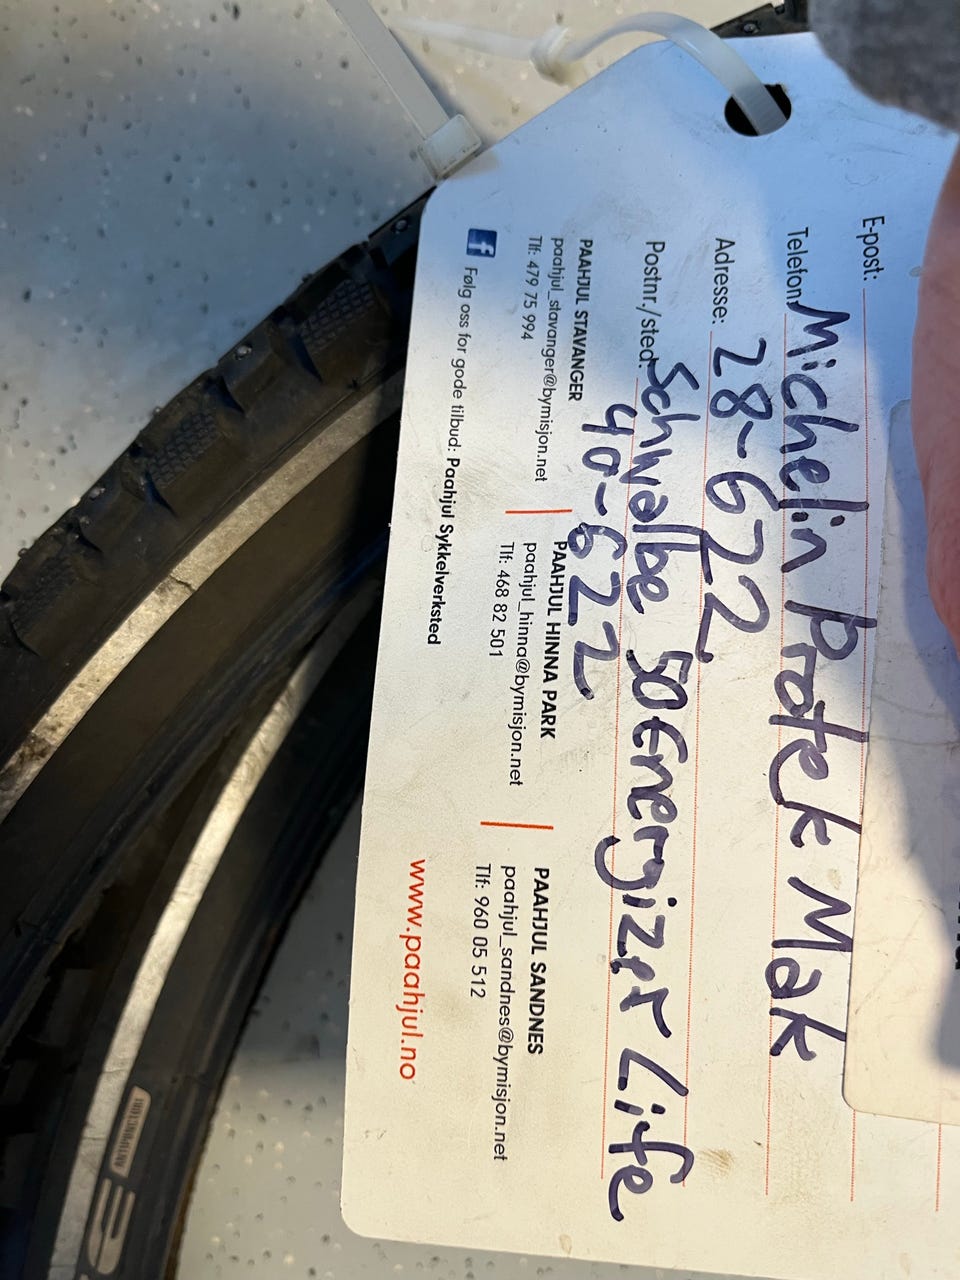 E-post:
Telefon: Michelin Protek Mak
Adresse: 28-622
Postnr./sted: Schwalbe 50 Energizer Life
40-622
PAAHJUL STAVANGER
paahjul_stavanger@bymisjon.net
Tlf: 479 75 994
PAAHJUL HINNA PARK
paahjul_hinna@bymisjon.net
Tlf: 468 82 501
PAAHJUL SANDNES
paahjul_sandnes@bymisjon.net
Tlf: 960 05 512
f Følg oss for gode tilbud: Paahjul Sykkelverksted
www.paahjul.no